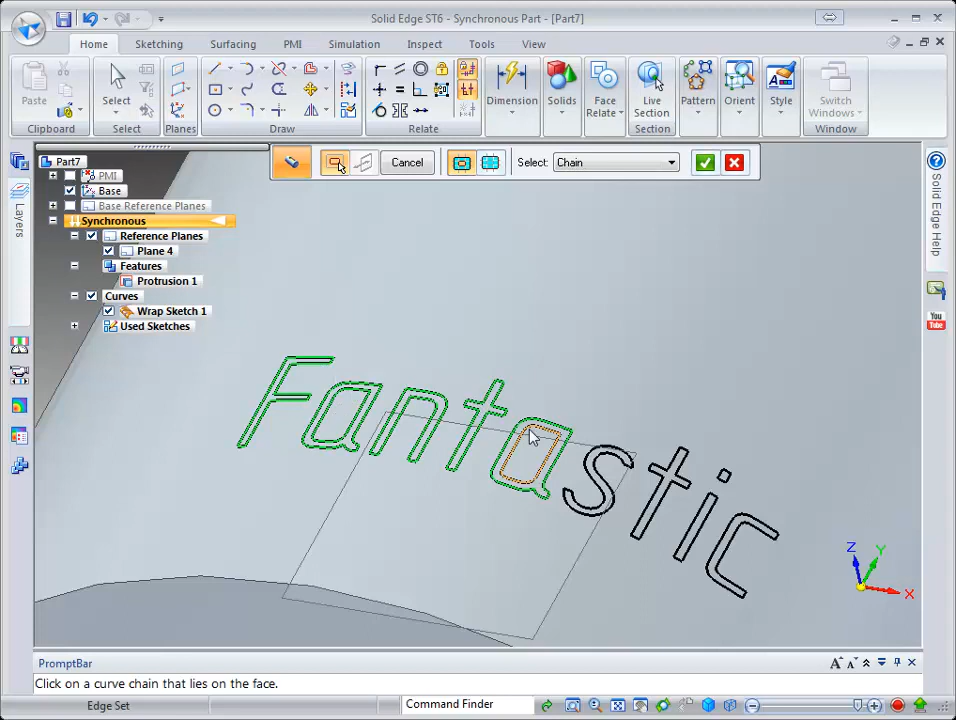 Solid Edge ST6 - Synchronous Part - [Part7]
Home Sketching Surfacing PMI Simulation Inspect Tools View
Paste Select Dimension Solids Face Relate Live Section Pattern Orient Style Switch Windows
Clipboard Select Planes Draw Relate Section Window
Cancel Select: Chain
Part7
PMI
Base
Base Reference Planes
Synchronous
Reference Planes
Plane 4
Features
Protrusion 1
Curves
Wrap Sketch 1
Used Sketches
Layers
Solid Edge Help
You Tube
Fantastic
Z
Y
X
PromptBar
Click on a curve chain that lies on the face.
Edge Set Command Finder